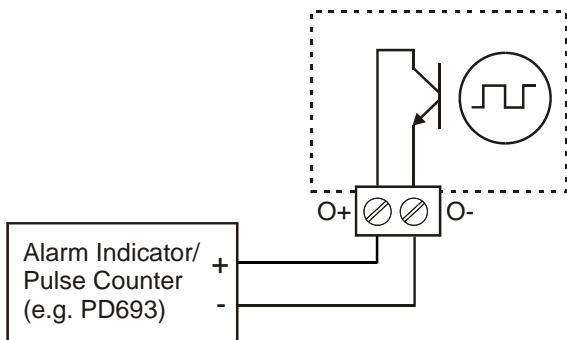 O+
O-
Alarm Indicator/
Pulse Counter
(e.g. PD693)
+
-